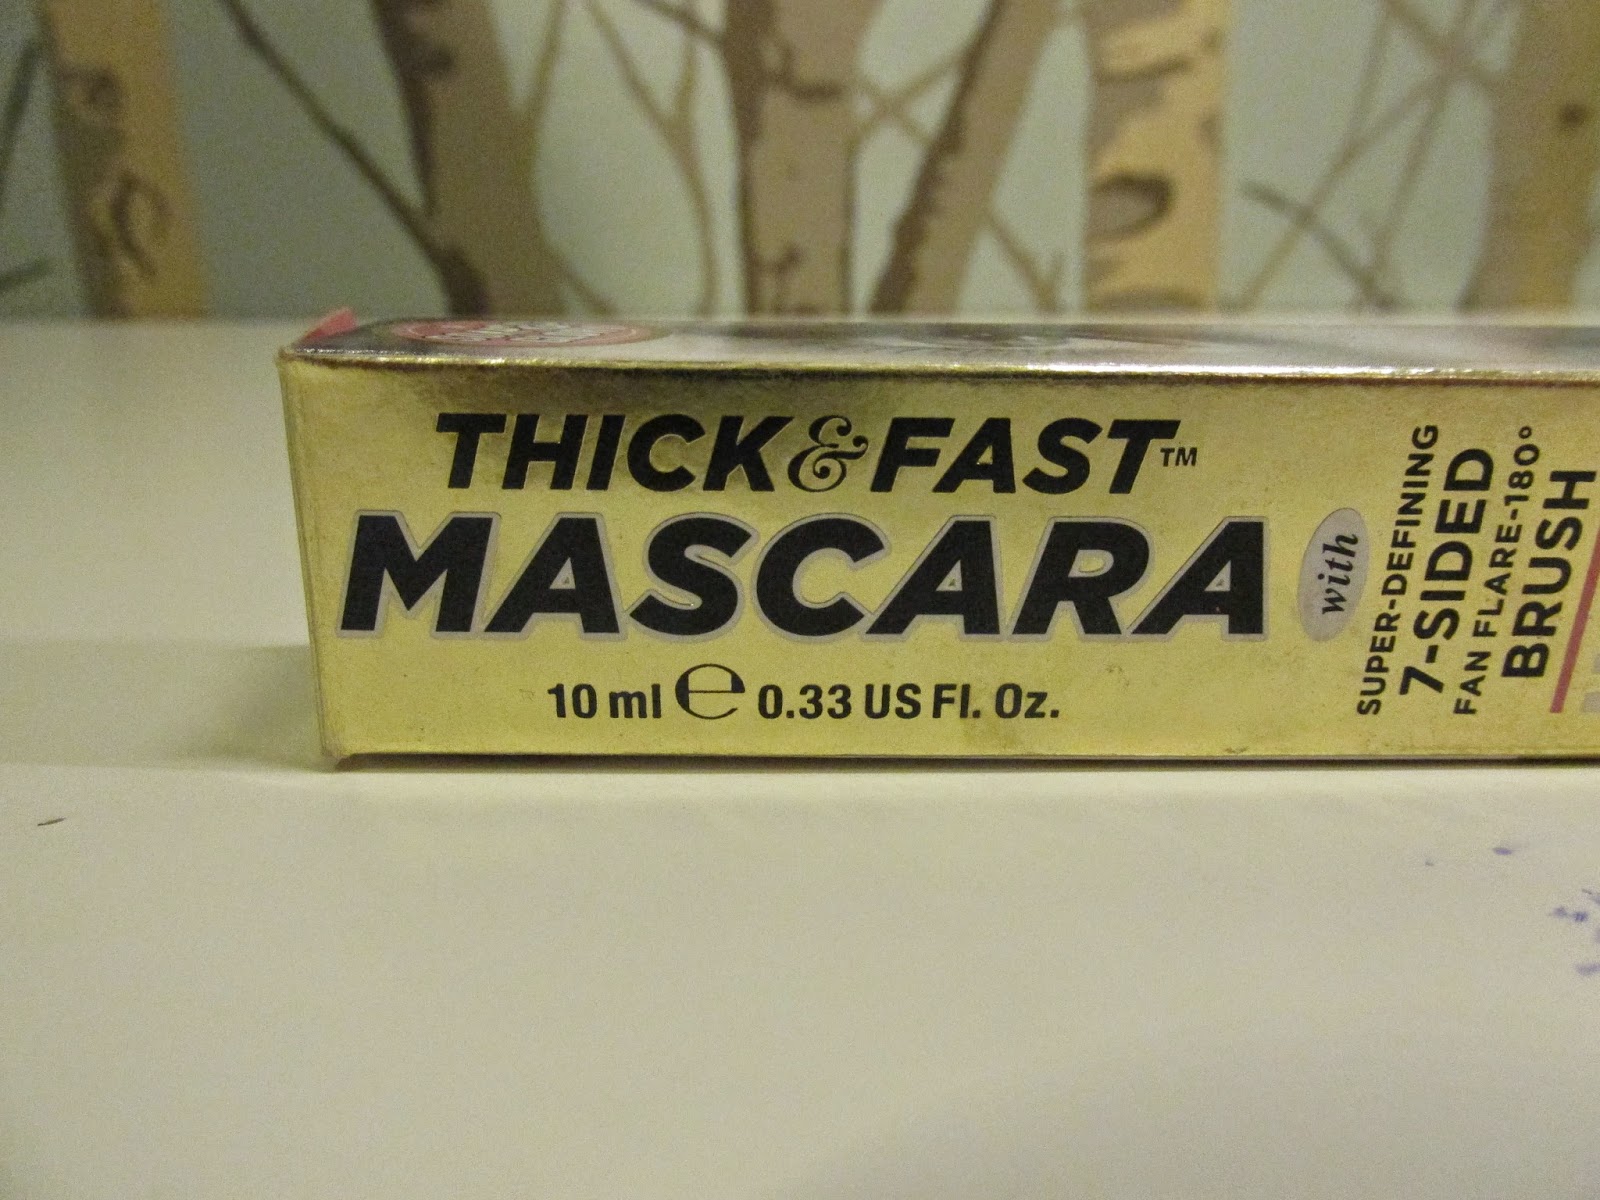 THICK & FAST™
MASCARA
10 ml ℮ 0.33 US Fl. Oz.
with
SUPER-DEFINING
7-SIDED
FAN FLARE-180°
BRUSH